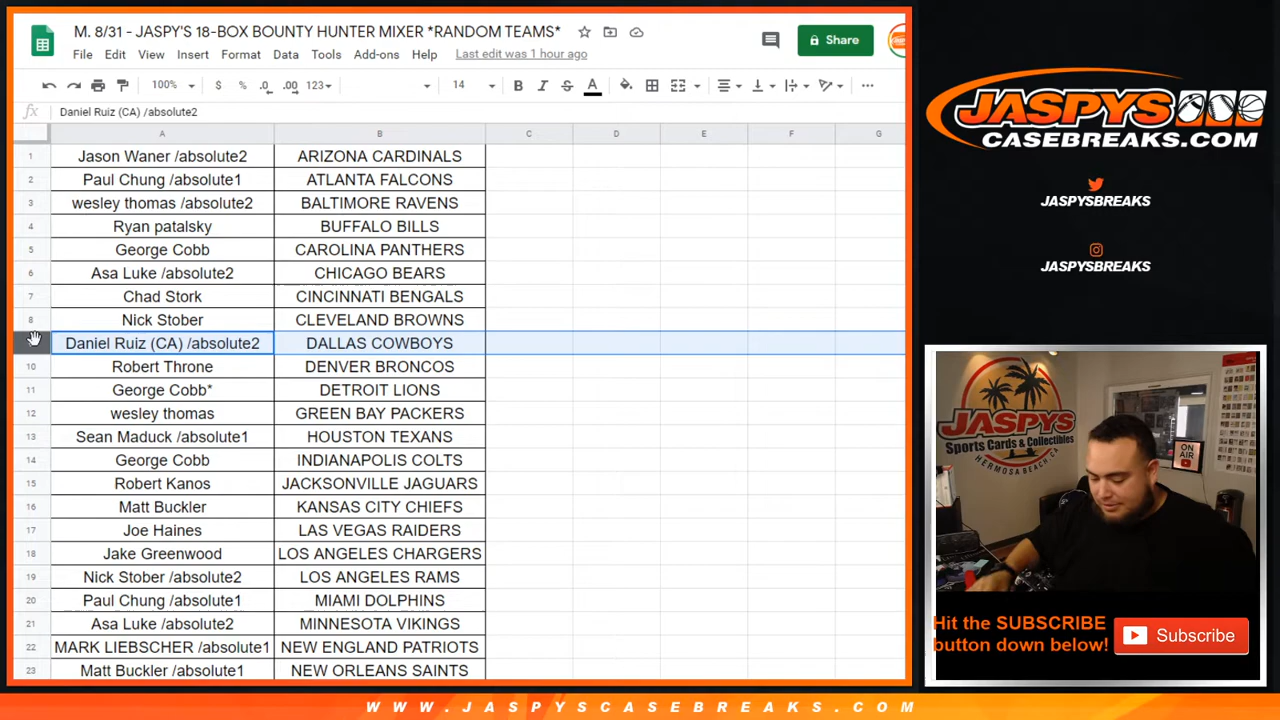 M. 8/31 - JASPY'S 18-BOX BOUNTY HUNTER MIXER *RANDOM TEAMS*
File Edit View Insert Format Data Tools Add-ons Help Last edit was 1 hour ago
Share
100% $ % .0 .00 123 14 B I S A
fx Daniel Ruiz (CA) /absolute2
A B C D E F G
1 Jason Waner /absolute2 ARIZONA CARDINALS
2 Paul Chung /absolute1 ATLANTA FALCONS
3 wesley thomas /absolute2 BALTIMORE RAVENS
4 Ryan patalsky BUFFALO BILLS
5 George Cobb CAROLINA PANTHERS
6 Asa Luke /absolute2 CHICAGO BEARS
7 Chad Stork CINCINNATI BENGALS
8 Nick Stober CLEVELAND BROWNS
Daniel Ruiz (CA) /absolute2 DALLAS COWBOYS
10 Robert Throne DENVER BRONCOS
11 George Cobb* DETROIT LIONS
12 wesley thomas GREEN BAY PACKERS
13 Sean Maduck /absolute1 HOUSTON TEXANS
14 George Cobb INDIANAPOLIS COLTS
15 Robert Kanos JACKSONVILLE JAGUARS
16 Matt Buckler KANSAS CITY CHIEFS
17 Joe Haines LAS VEGAS RAIDERS
18 Jake Greenwood LOS ANGELES CHARGERS
19 Nick Stober /absolute2 LOS ANGELES RAMS
20 Paul Chung /absolute1 MIAMI DOLPHINS
21 Asa Luke /absolute2 MINNESOTA VIKINGS
22 MARK LIEBSCHER /absolute1 NEW ENGLAND PATRIOTS
23 Matt Buckler /absolute1 NEW ORLEANS SAINTS
JASPYS
CASEBREAKS.COM
JASPYSBREAKS
JASPYSBREAKS
JASPYS
Sports Cards & Collectibles
HERMOSA BEACH, CA
ON AIR
Hit the SUBSCRIBE
button down below!
Subscribe
WWW.JASPYSCASEBREAKS.COM